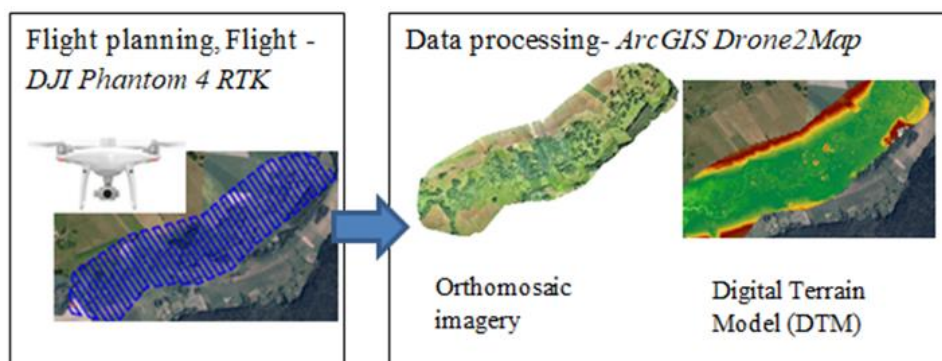 Flight planning, Flight -
DJI Phantom 4 RTK
Data processing- ArcGIS Drone2Map
Orthomosaic
imagery
Digital Terrain
Model (DTM)